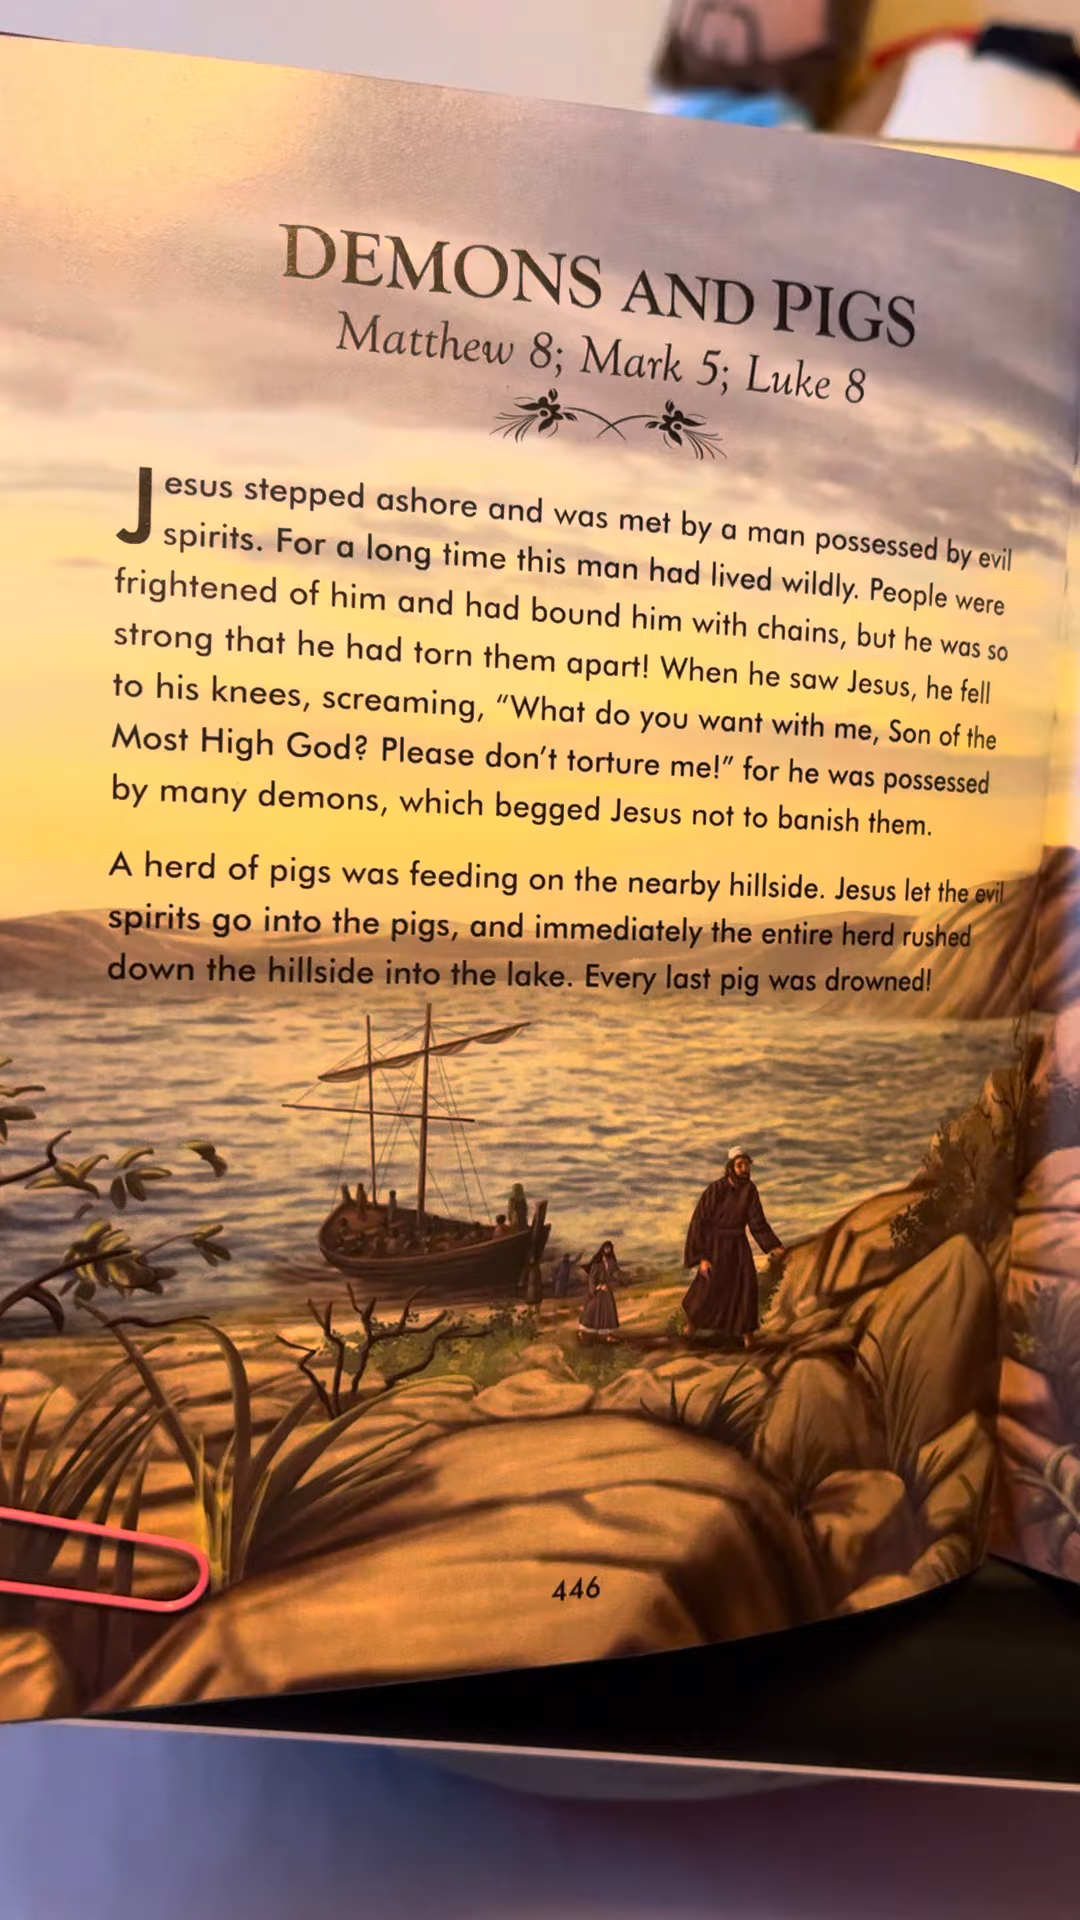 DEMONS AND PIGS
Matthew 8; Mark 5; Luke 8
Jesus stepped ashore and was met by a man possessed by evil
spirits. For a long time this man had lived wildly. People were
frightened of him and had bound him with chains, but he was so
strong that he had torn them apart! When he saw Jesus, he fell
to his knees, screaming, “What do you want with me, Son of the
Most High God? Please don’t torture me!” for he was possessed
by many demons, which begged Jesus not to banish them.
A herd of pigs was feeding on the nearby hillside. Jesus let the evil
spirits go into the pigs, and immediately the entire herd rushed
down the hillside into the lake. Every last pig was drowned!
446